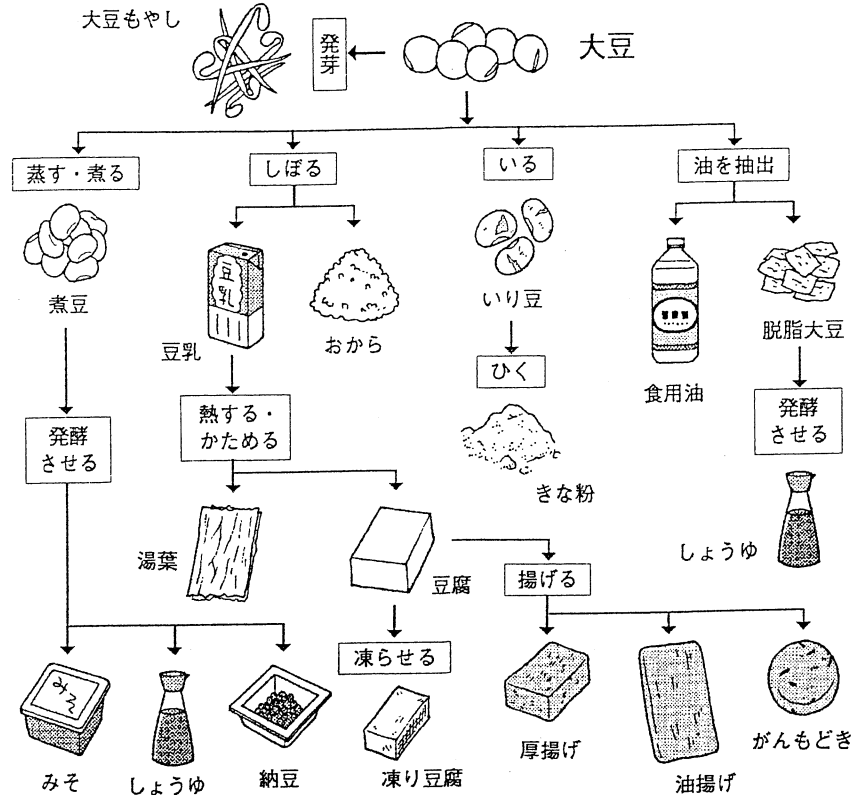 大豆もやし
発芽
大豆
蒸す・煮る
しぼる
いる
油を抽出
煮豆
豆乳
豆乳
おから
いり豆
ひく
きな粉
食用油
脱脂大豆
発酵
させる
熱する・
かためる
発酵
させる
湯葉
豆腐
しょうゆ
揚げる
凍らせる
みそ
みそ
しょうゆ
納豆
凍り豆腐
厚揚げ
油揚げ
がんもどき